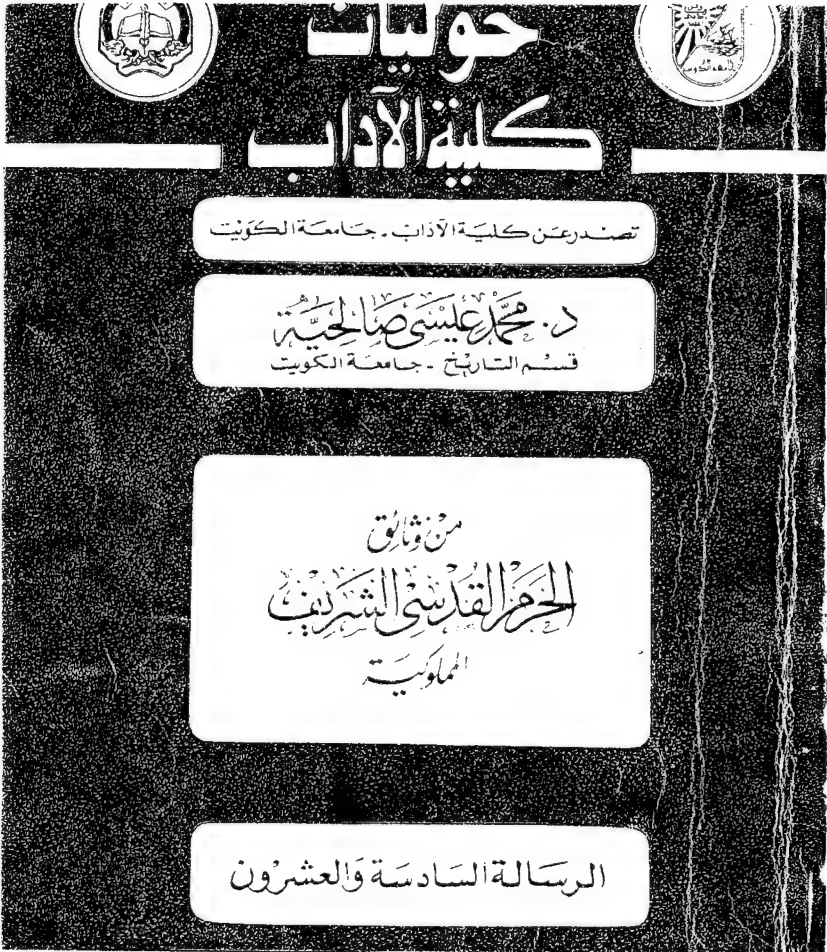 حوليات
كلية الآداب
تصدر عن كلية الآداب - جامعة الكويت
د. محمد عيسى صالحية
قسم التاريخ - جامعة الكويت
من وثائق
الحرم القدسي الشريف
المملوكية
الرسالة السادسة والعشرون